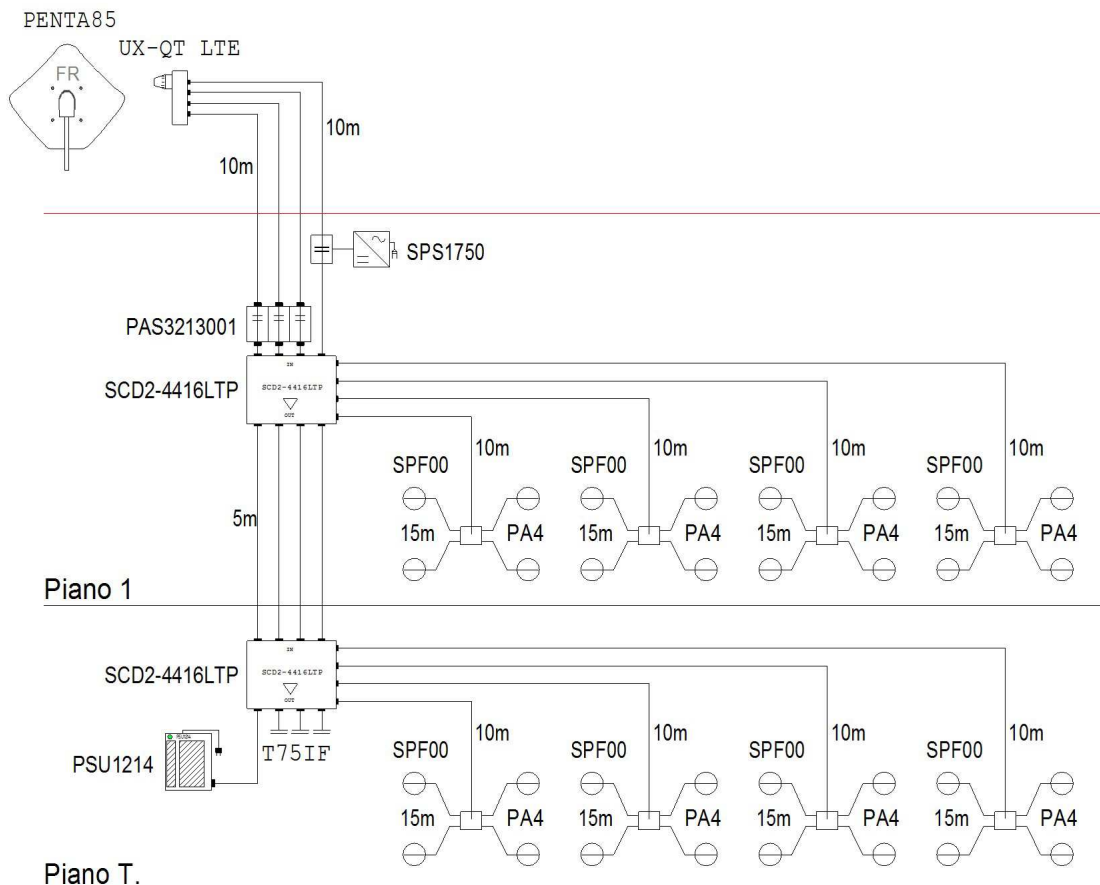 PENTA85
UX-QT LTE
FR
10m
10m
SPS1750
PAS3213001
IN
SCD2-4416LTP
SCD2-4416LTP
OUT
10m
10m
10m
10m
SPF00
SPF00
SPF00
SPF00
5m
15m
PA4
15m
PA4
15m
PA4
15m
PA4
Piano 1
IN
SCD2-4416LTP
SCD2-4416LTP
OUT
10m
10m
10m
10m
T75IF
SPF00
SPF00
SPF00
SPF00
PSU1214
15m
PA4
15m
PA4
15m
PA4
15m
PA4
Piano T.